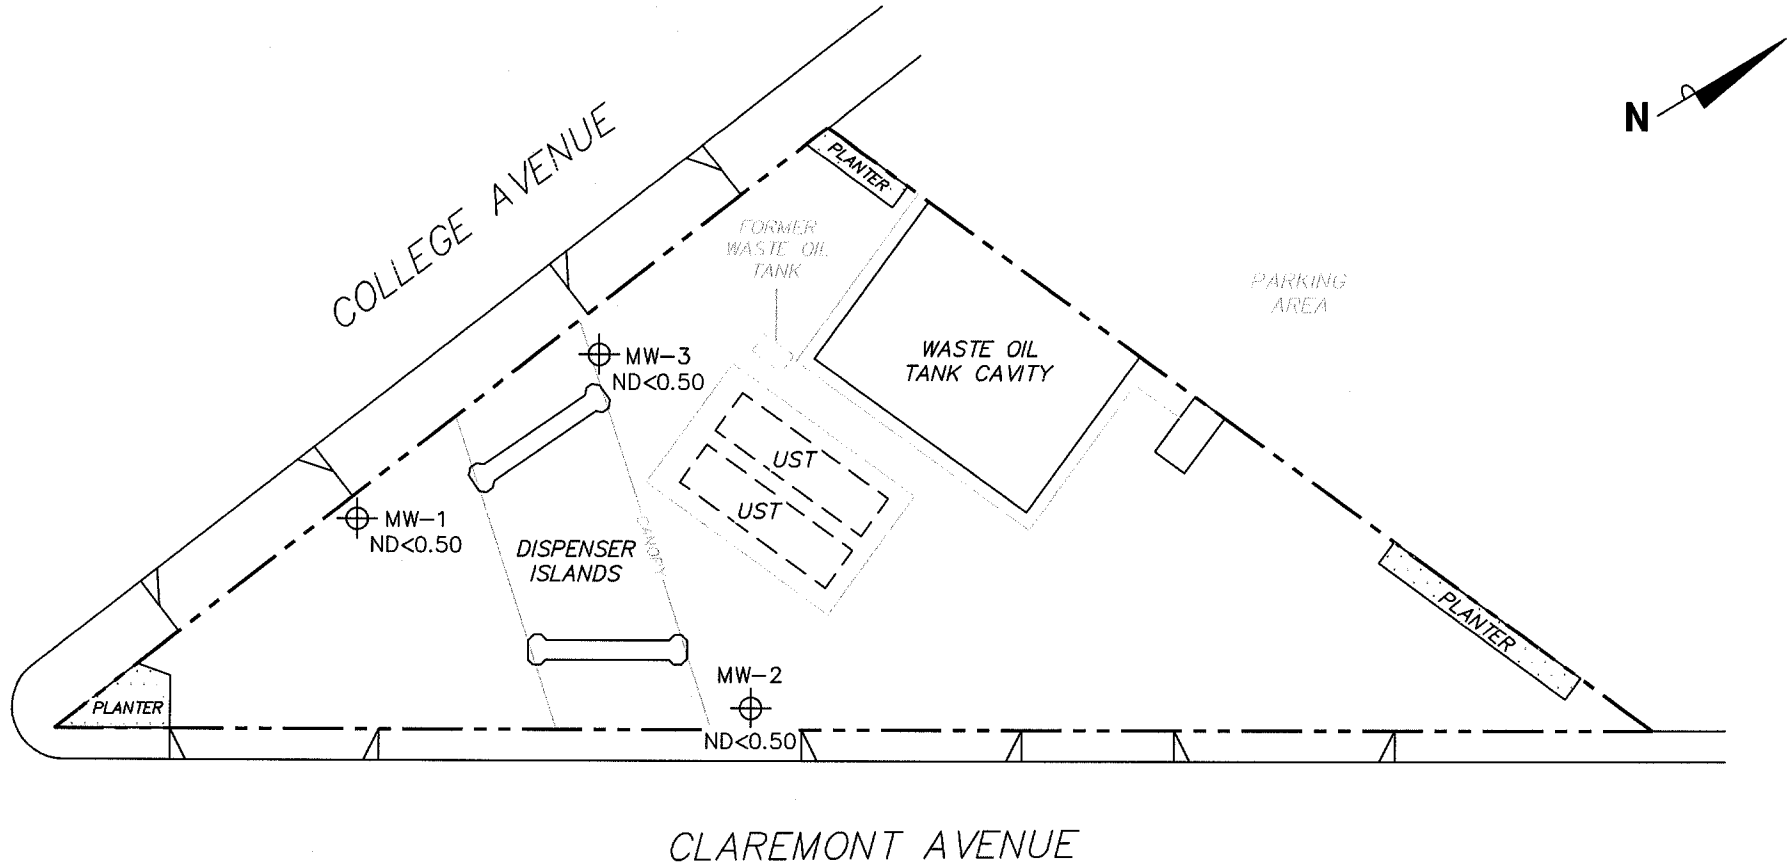 COLLEGE AVENUE
N
PLANTER
FORMER
WASTE OIL
TANK
PARKING
AREA
WASTE OIL
TANK CAVITY
MW-3
ND<0.50
UST
UST
MW-1
ND<0.50
DISPENSER
ISLANDS
CANOPY
PLANTER
MW-2
ND<0.50
PLANTER
CLAREMONT AVENUE